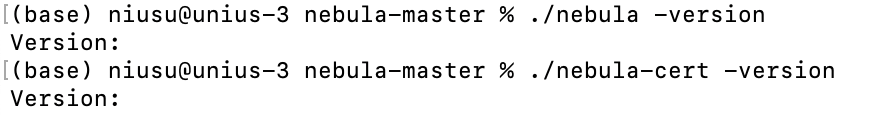 [(base) niusu@unius-3 nebula-master % ./nebula -version
Version:
[(base) niusu@unius-3 nebula-master % ./nebula-cert -version
Version: